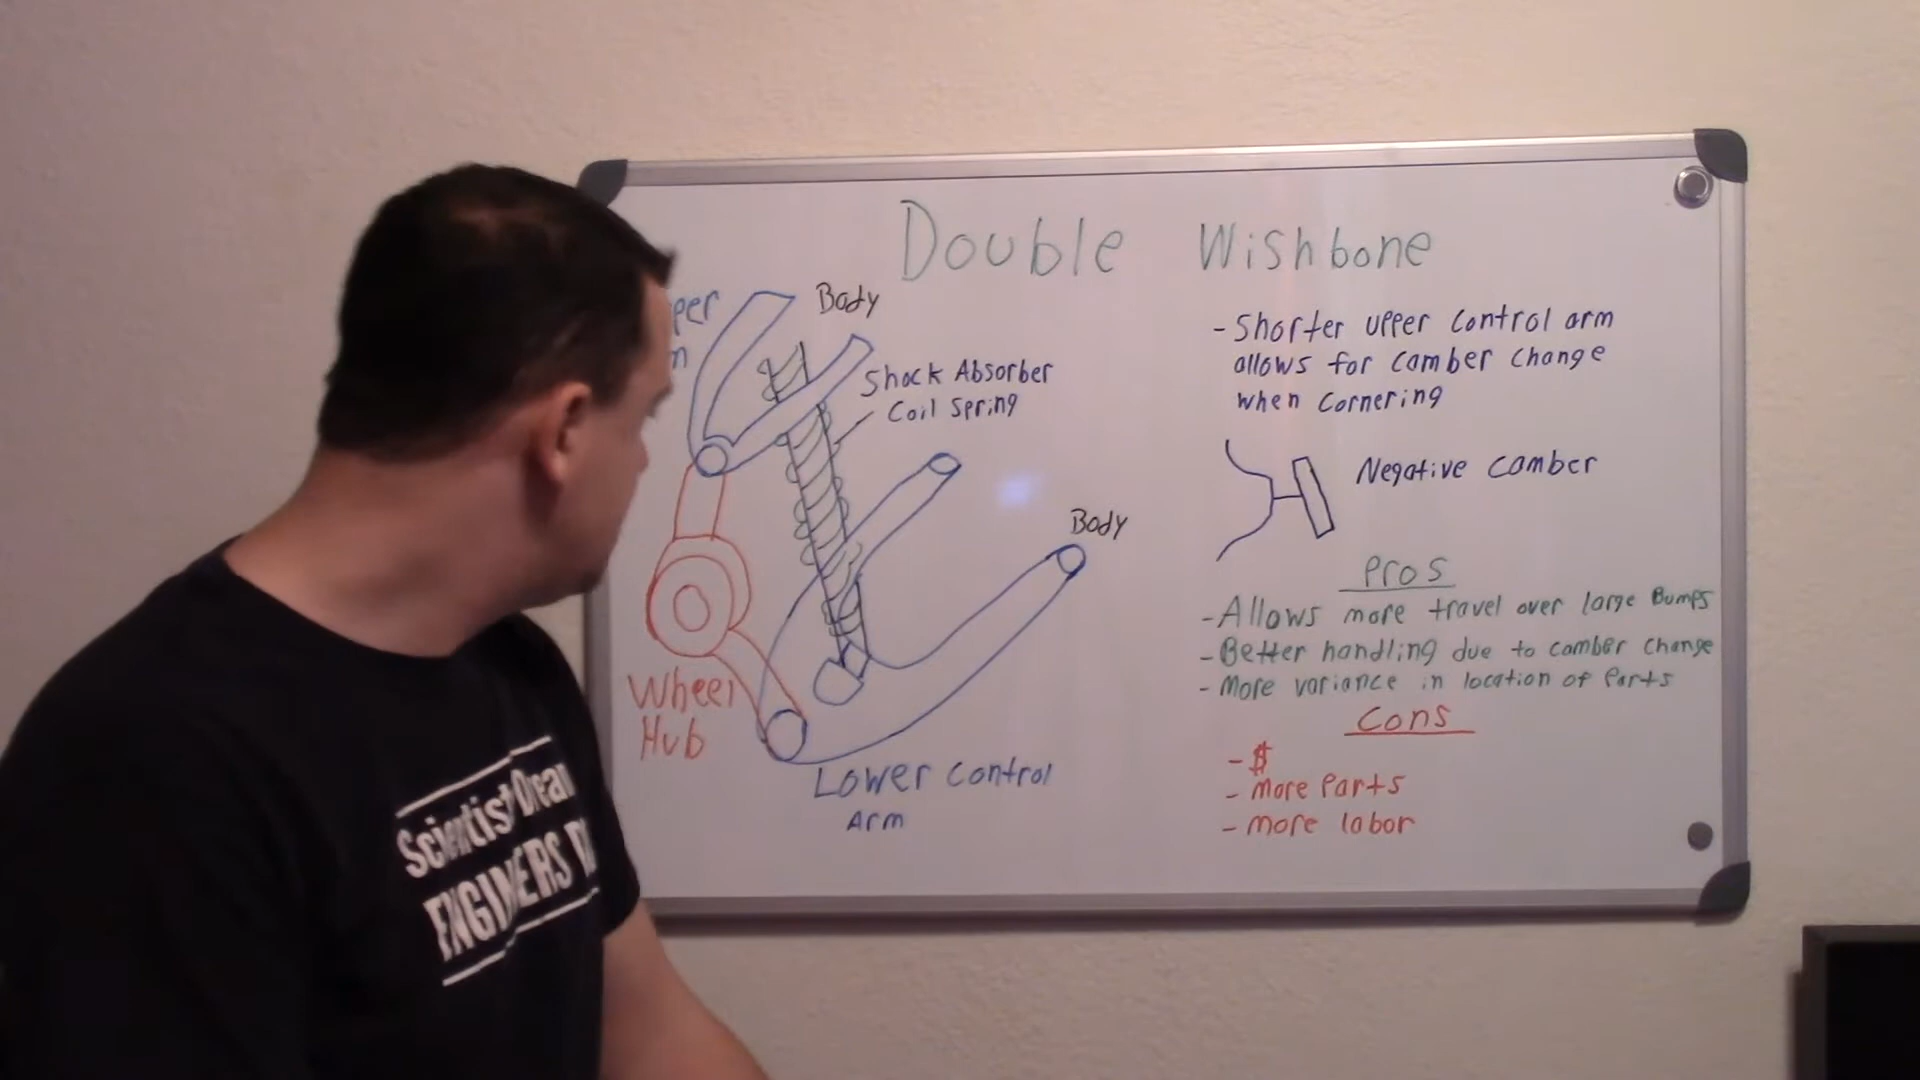 Double Wishbone
Body
Shock Absorber
Coil Spring
Body
Wheel
Hub
Lower Control
Arm
- Shorter upper control arm
allows for camber change
when cornering
Negative camber
Pros
- Allows more travel over large Bumps
- Better handling due to camber change
- More variance in location of Parts
Cons
- $
- more Parts
- more labor
Scientist
ENGINEERS